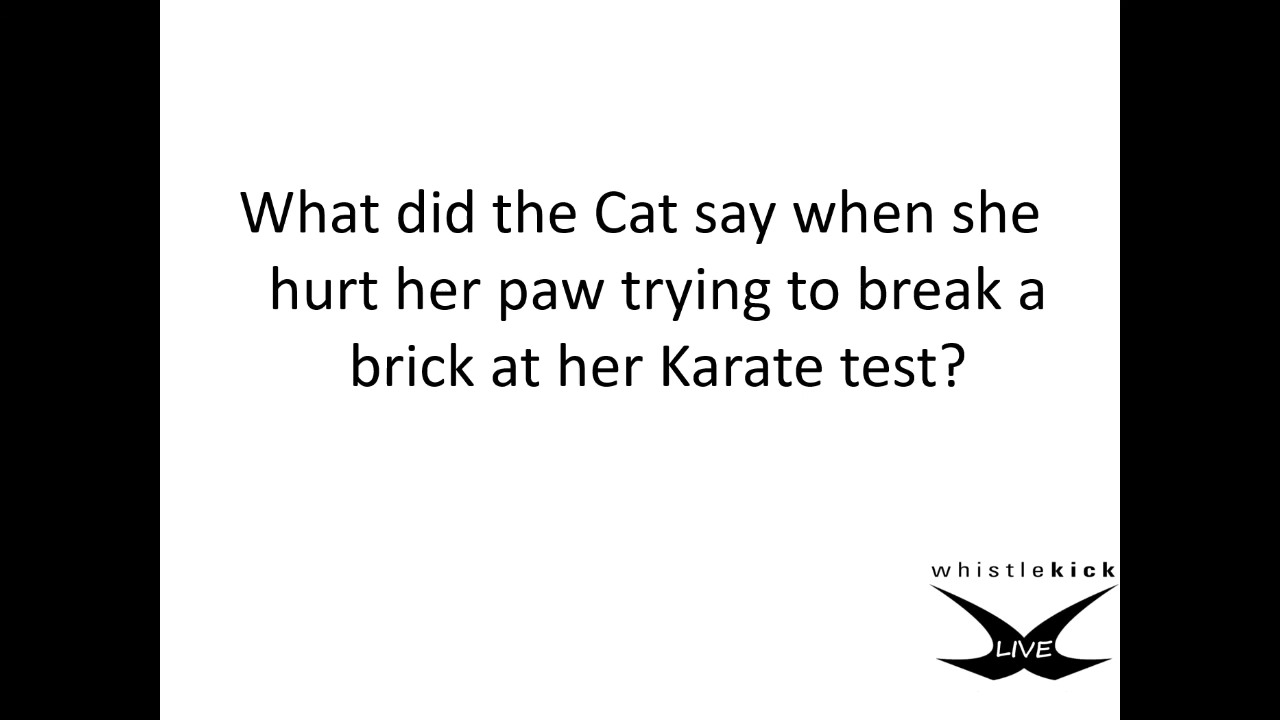 What did the Cat say when she
hurt her paw trying to break a
brick at her Karate test?
whistlekick
LIVE